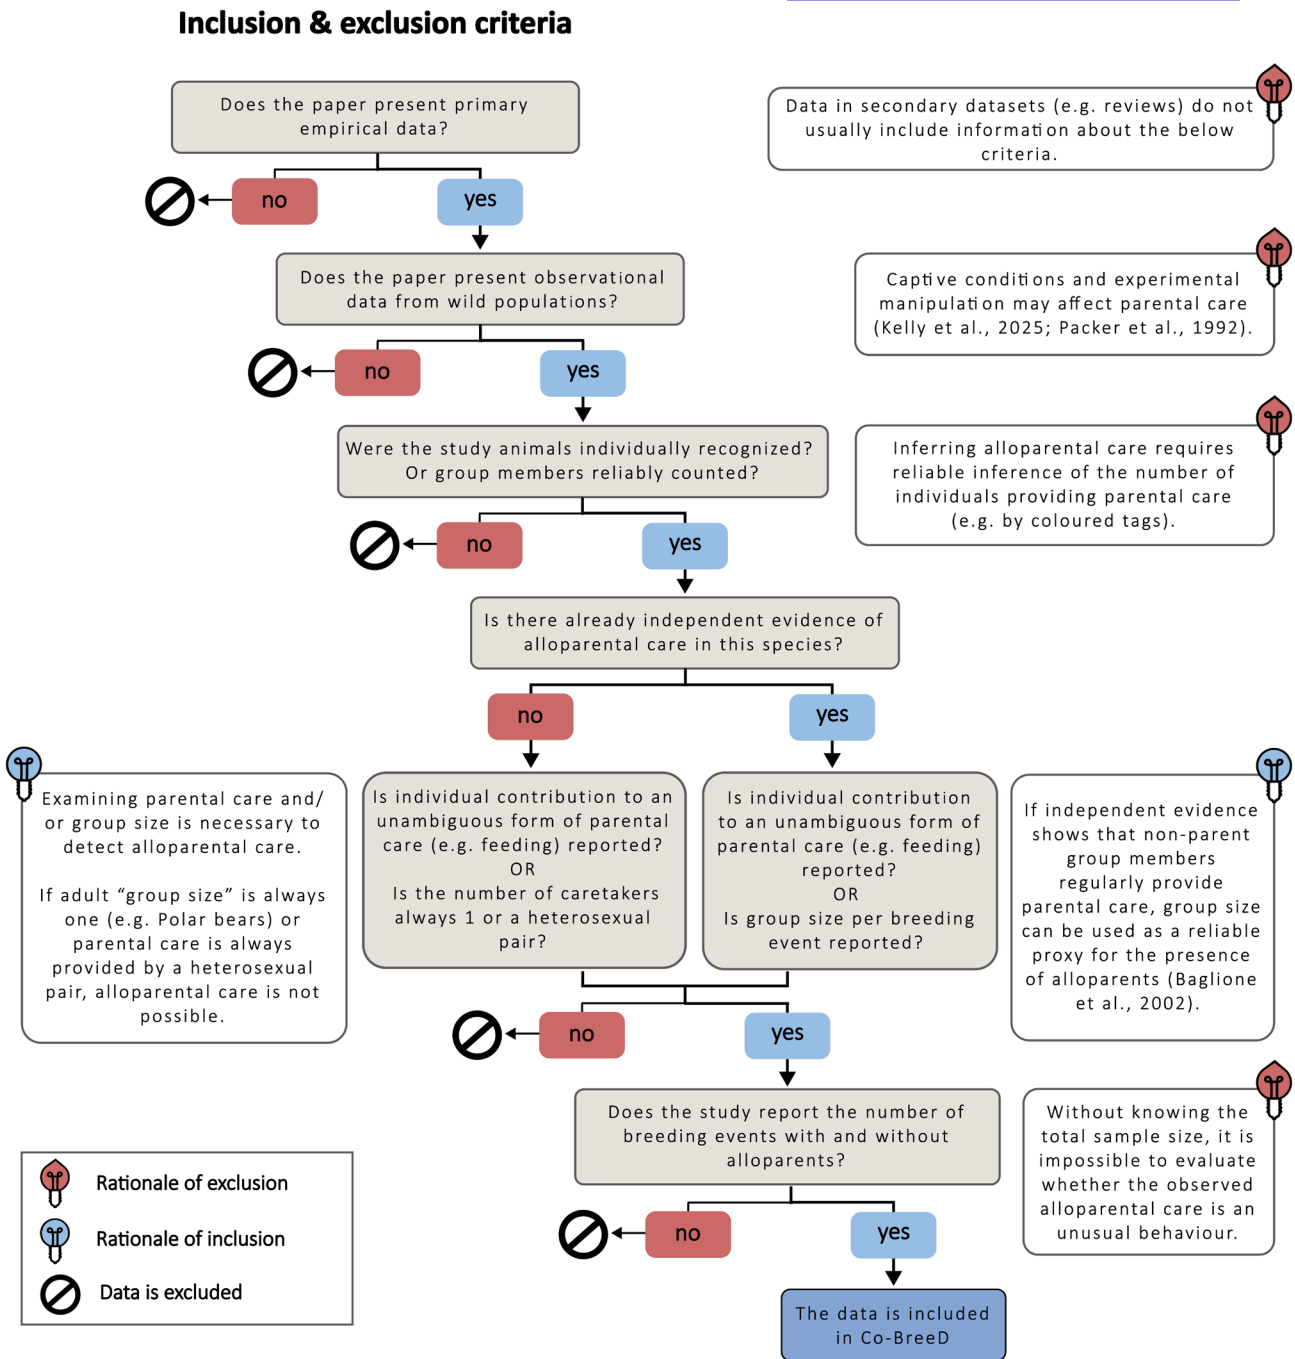 Inclusion & exclusion criteria
Does the paper present primary
empirical data?
Data in secondary datasets (e.g. reviews) do not
usually include information about the below
criteria.
no
yes
Does the paper present observational
data from wild populations?
Captive conditions and experimental
manipulation may affect parental care
(Kelly et al., 2025; Packer et al., 1992).
no
yes
Were the study animals individually recognized?
Or group members reliably counted?
Inferring alloparental care requires
reliable inference of the number of
individuals providing parental care
(e.g. by coloured tags).
no
yes
Is there already independent evidence of
alloparental care in this species?
no
yes
Examining parental care and/
or group size is necessary to
detect alloparental care.
If adult “group size” is always
one (e.g. Polar bears) or
parental care is always
provided by a heterosexual
pair, alloparental care is not
possible.
Is individual contribution to an
unambiguous form of parental
care (e.g. feeding) reported?
OR
Is the number of caretakers
always 1 or a heterosexual
pair?
Is individual contribution
to an unambiguous form of
parental care (e.g. feeding)
reported?
OR
Is group size per breeding
event reported?
If independent evidence
shows that non-parent
group members
regularly provide
parental care, group size
can be used as a reliable
proxy for the presence
of alloparents (Baglione
et al., 2002).
no
yes
Does the study report the number of
breeding events with and without
alloparents?
Without knowing the
total sample size, it is
impossible to evaluate
whether the observed
alloparental care is an
unusual behaviour.
no
yes
The data is included
in Co-BreeD
Rationale of exclusion
Rationale of inclusion
Data is excluded